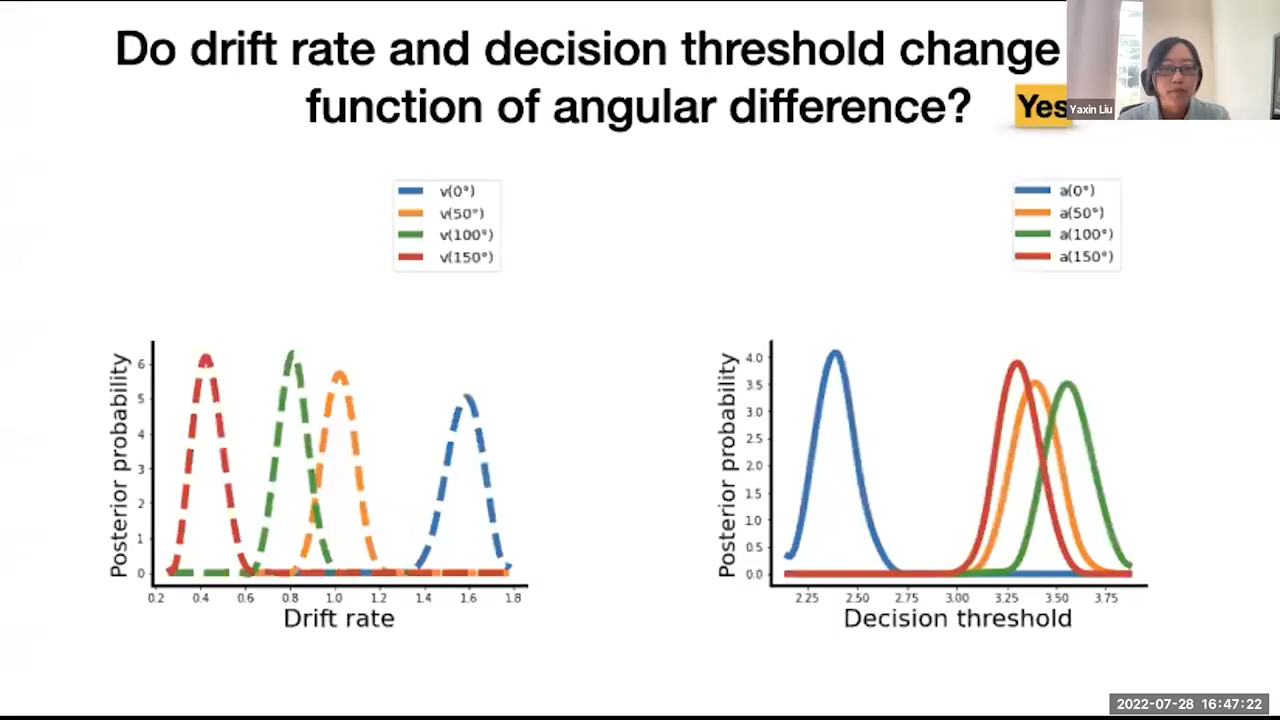 Do drift rate and decision threshold change
function of angular difference?
Yes
Yaxin Liu
v(0°)
v(50°)
v(100°)
v(150°)
a(0°)
a(50°)
a(100°)
a(150°)
Posterior probability
6
5
4
3
2
1
0
0.2 0.4 0.6 0.8 1.0 1.2 1.4 1.6 1.8
Drift rate
Posterior probability
4.0
3.5
3.0
2.5
2.0
1.5
1.0
0.5
0.0
2.25 2.50 2.75 3.00 3.25 3.50 3.75
Decision threshold
2022-07-28 16:47:22